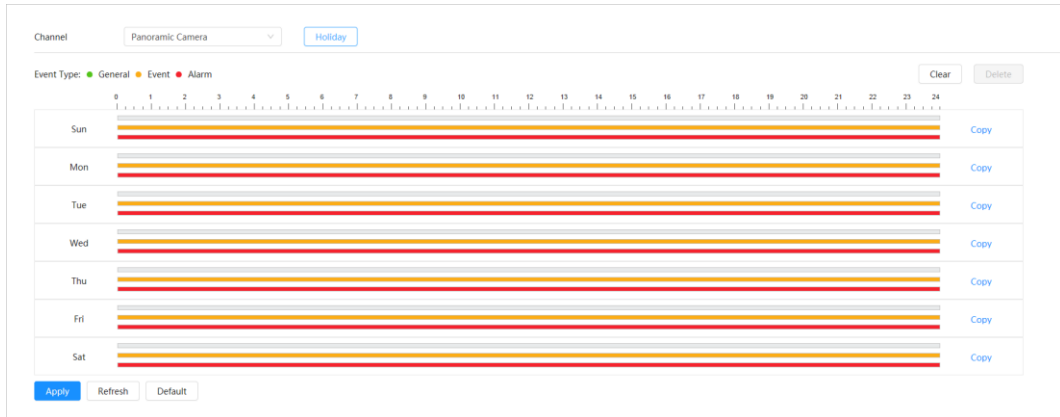 Channel Panoramic Camera Holiday
Event Type: General Event Alarm Clear Delete
0 1 2 3 4 5 6 7 8 9 10 11 12 13 14 15 16 17 18 19 20 21 22 23 24
Sun Copy
Mon Copy
Tue Copy
Wed Copy
Thu Copy
Fri Copy
Sat Copy
Apply Refresh Default